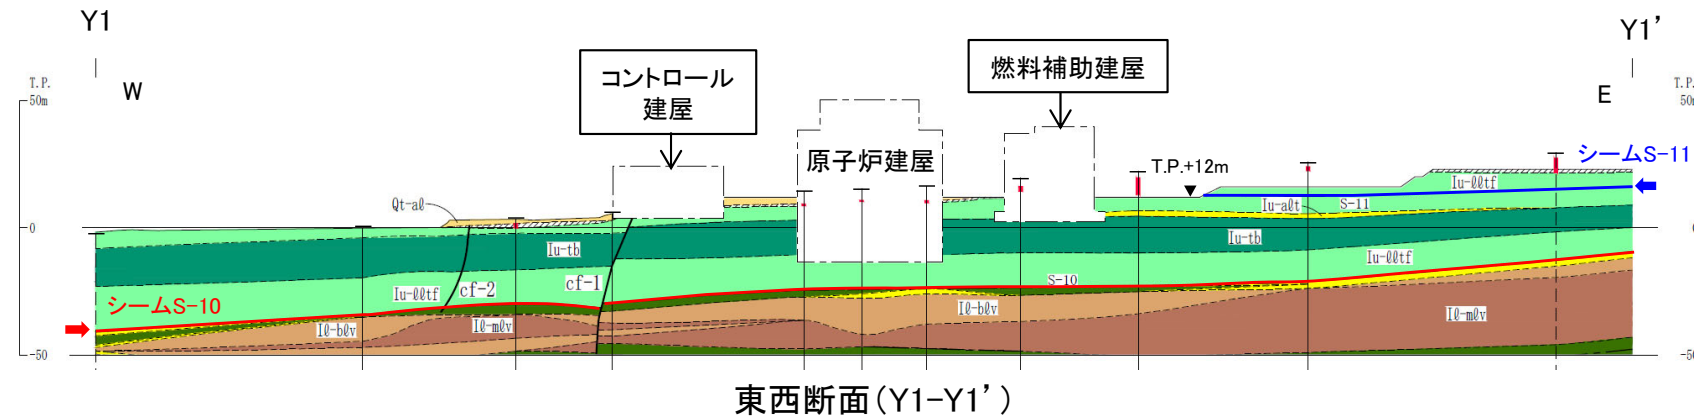 Y1
Y1’
T.P.
50m
W
コントロール
建屋
燃料補助建屋
E
T.P.
50m
原子炉建屋
T.P.+12m
シームS-11
Qt-aℓ
Iu-ℓℓtf
Iu-aℓt
S-11
0
Iu-tb
Iu-tb
0
Iu-ℓℓtf
cf-2
cf-1
S-10
Iu-ℓℓtf
シームS-10
Iℓ-bℓv
Iℓ-mℓv
Iℓ-bℓv
Iℓ-mℓv
-50
-50
東西断面(Y1-Y1’)